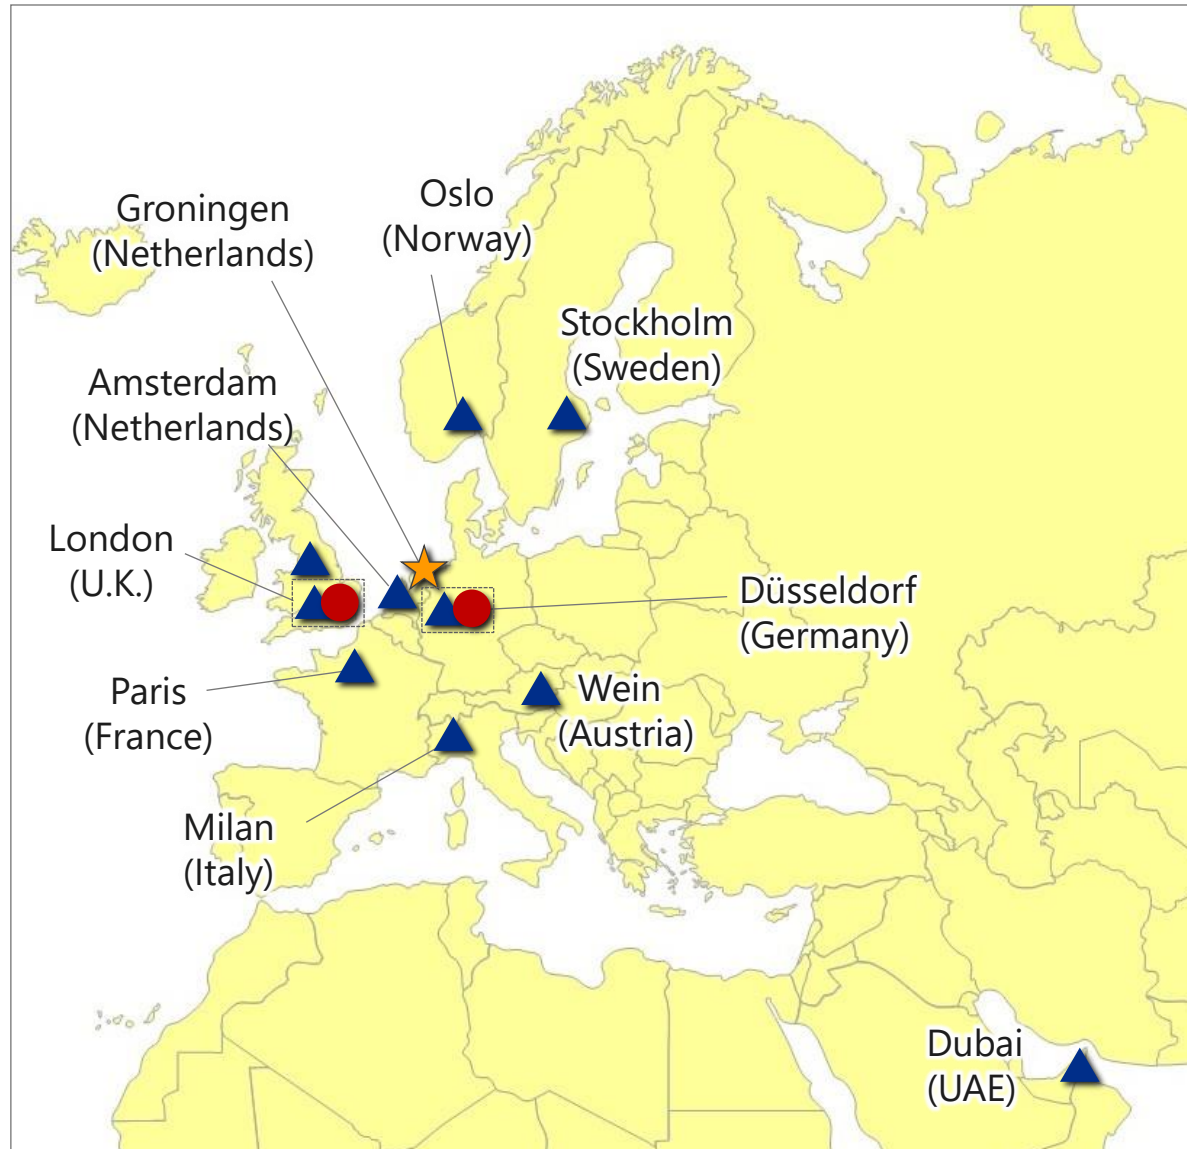 Groningen
(Netherlands)
Oslo
(Norway)
Stockholm
(Sweden)
Amsterdam
(Netherlands)
London
(U.K.)
Düsseldorf
(Germany)
Paris
(France)
Wein
(Austria)
Milan
(Italy)
Dubai
(UAE)